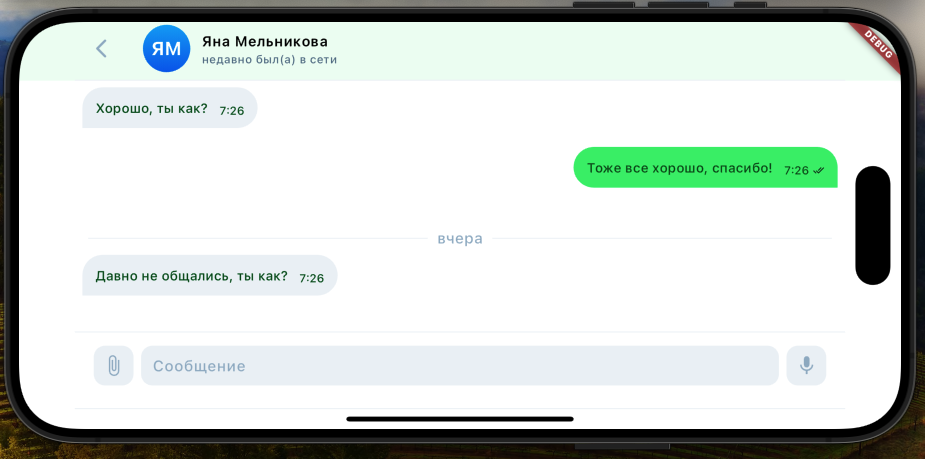 ЯМ
Яна Мельникова
недавно был(а) в сети
DEBUG
Хорошо, ты как? 7:26
Тоже все хорошо, спасибо! 7:26
вчера
Давно не общались, ты как? 7:26
Сообщение